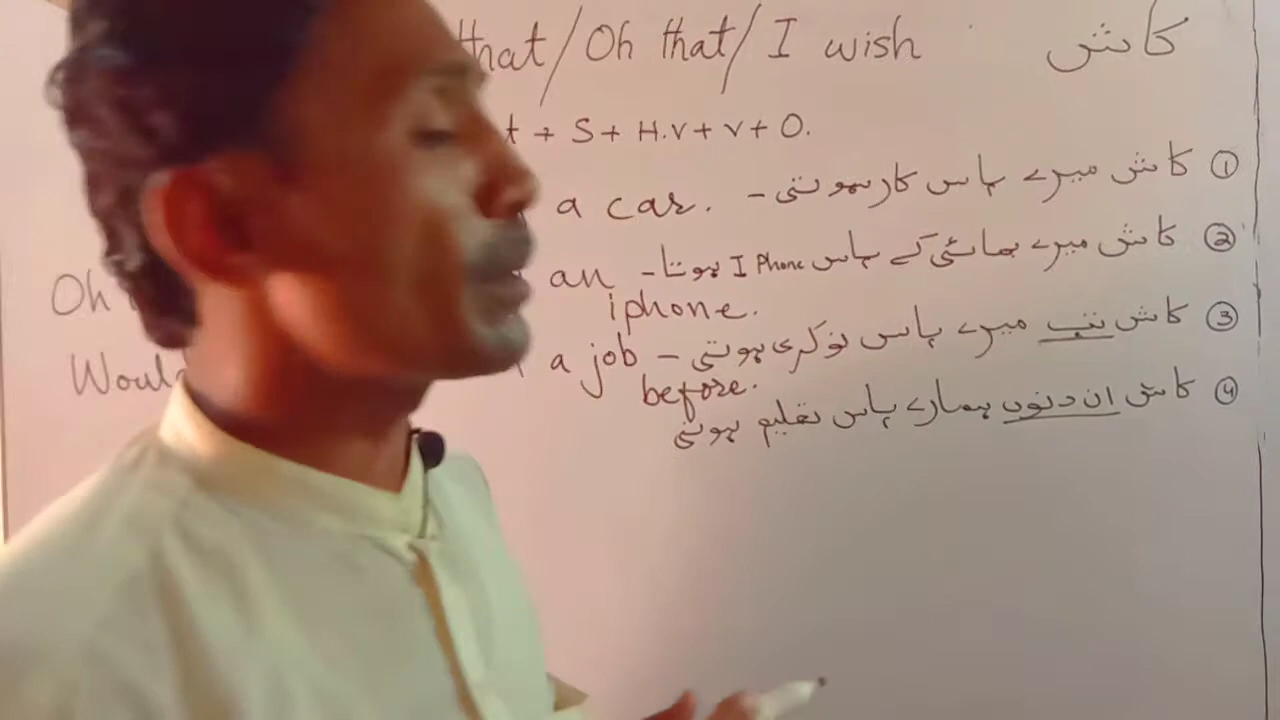 that/Oh that/I wish کاش
t + S + H.V + V + O.
a car. کاش میرے پاس کار ہوتی - ①
an کاش میرے بھائی کے پاس I Phone ہوتا - ②
Oh iphone.
a job کاش تب میرے پاس نوکری ہوتی - ③
Would before.
کاش ان دنوں ہمارے پاس تعلیم ہوتی ④